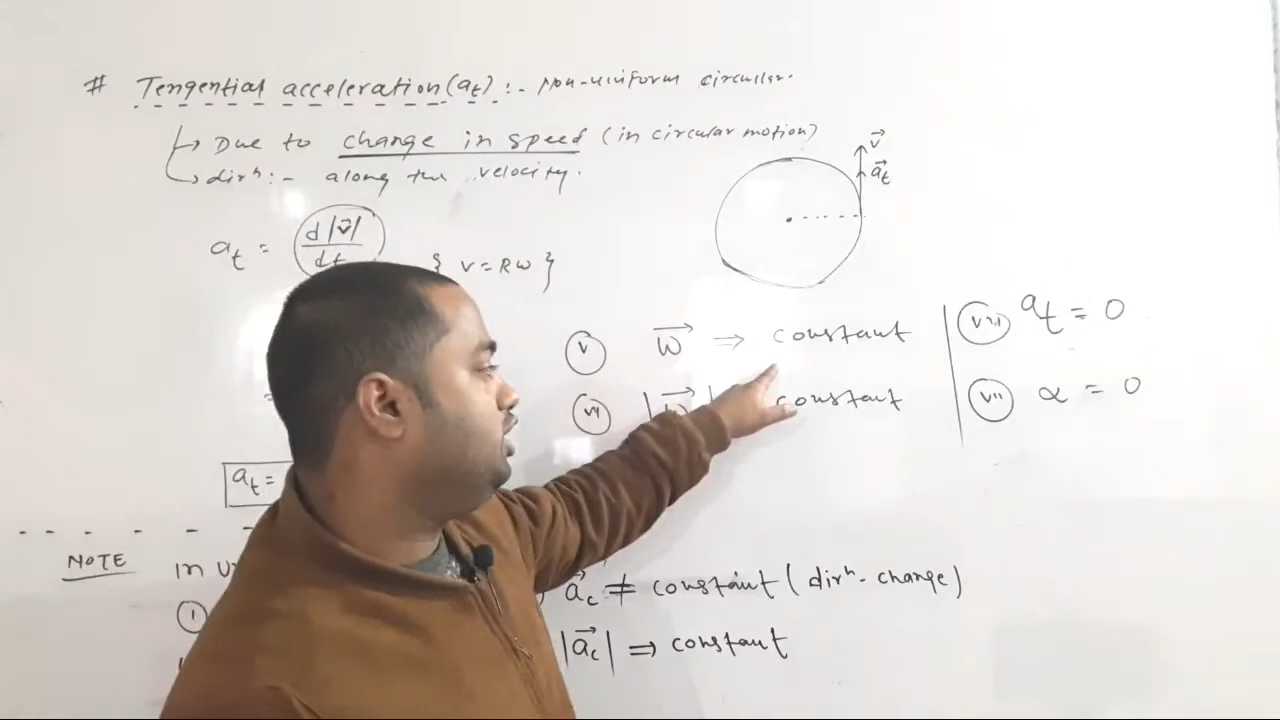 # Tengential acceleration (at) :- Non-uniform circular.
↳ Due to change in speed (in circular motion)
↳ dirⁿ :- along the velocity.
v⃗
a⃗t
at = d|v⃗|/dt { v = Rω }
v ω⃗ ⇒ constant
vi |ω⃗| constant
at = 0
vii α = 0
at =
NOTE in
1 a⃗c ≠ constant (dirⁿ. change)
|a⃗c| ⇒ constant